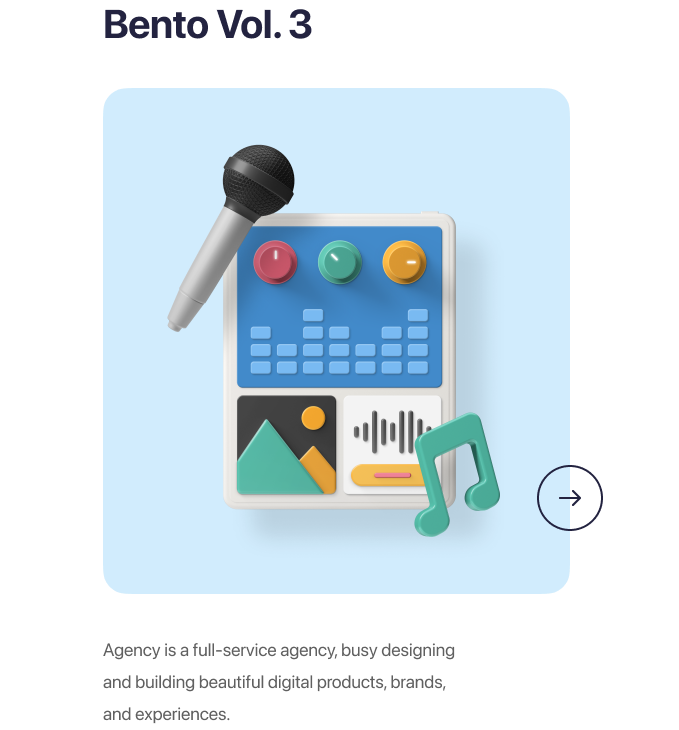 Bento Vol. 3
Agency is a full-service agency, busy designing
and building beautiful digital products, brands,
and experiences.